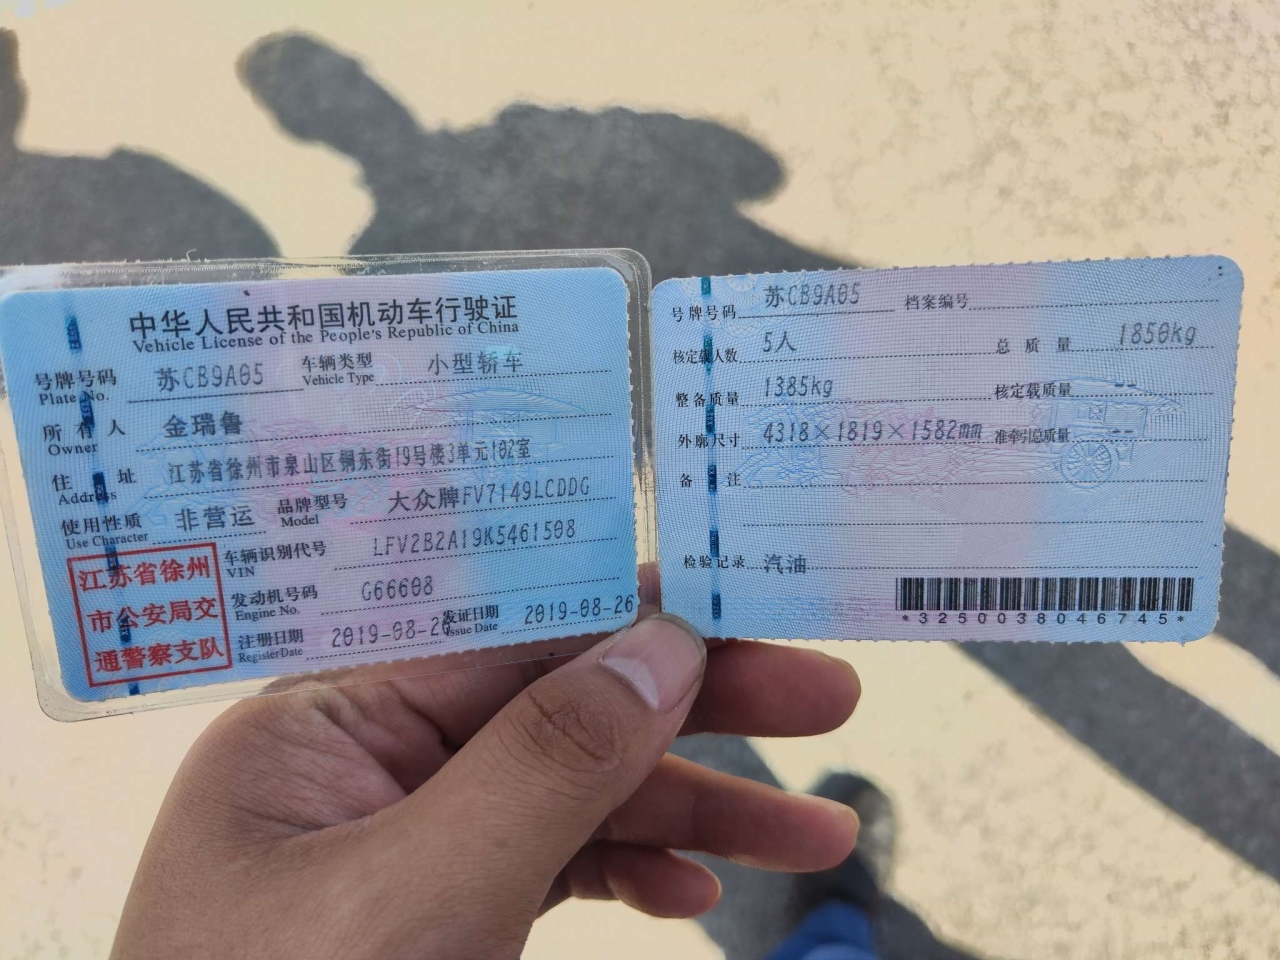 中华人民共和国机动车行驶证
Vehicle License of the People's Republic of China
号牌号码 苏CB9A05 车辆类型 小型轿车
Plate No. Vehicle Type
所有人 金瑞鲁
Owner
住址 江苏省徐州市泉山区铜东街19号楼3单元102室
Address
使用性质 非营运 品牌型号 大众牌FV7149LCDDG
Use Character Model
江苏省徐州
市公安局交
通警察支队
车辆识别代号 LFV2B2A19K5461508
VIN
发动机号码 G66608
Engine No.
注册日期 2019-08-26 发证日期 2019-08-26
Register Date Issue Date
号牌号码 苏CB9A05 档案编号
核定载人数 5人 总质量 1850kg
整备质量 1385kg 核定载质量 --
外廓尺寸 4318×1819×1582mm 准牵引总质量 --
备注
检验记录 汽油
*3250038046745*